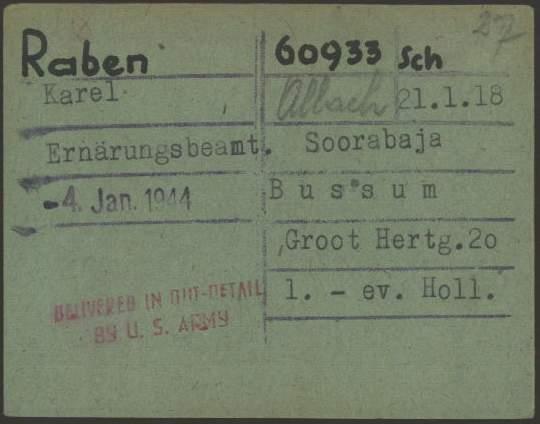 27
Raben 60933 Sch
Karel Allach 21.1.18
Ernärungsbeamt. Soorabaja
-4. Jan. 1944 Bussum
Groot Hertg.2o
l. - ev. Holl.
DELIVERED IN OUT-DETAIL
BY U. S. ARMY